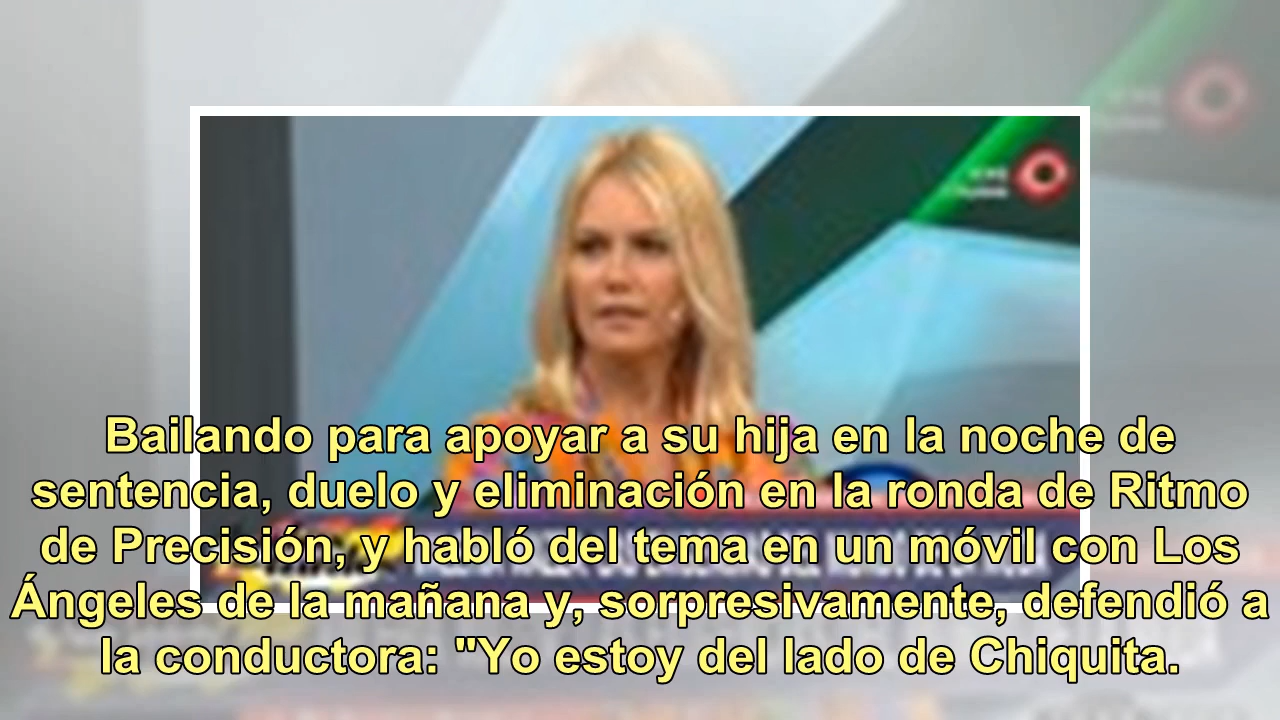 Bailando para apoyar a su hija en la noche de
sentencia, duelo y eliminación en la ronda de Ritmo
de Precisión, y habló del tema en un móvil con Los
Ángeles de la mañana y, sorpresivamente, defendió a
la conductora: "Yo estoy del lado de Chiquita.